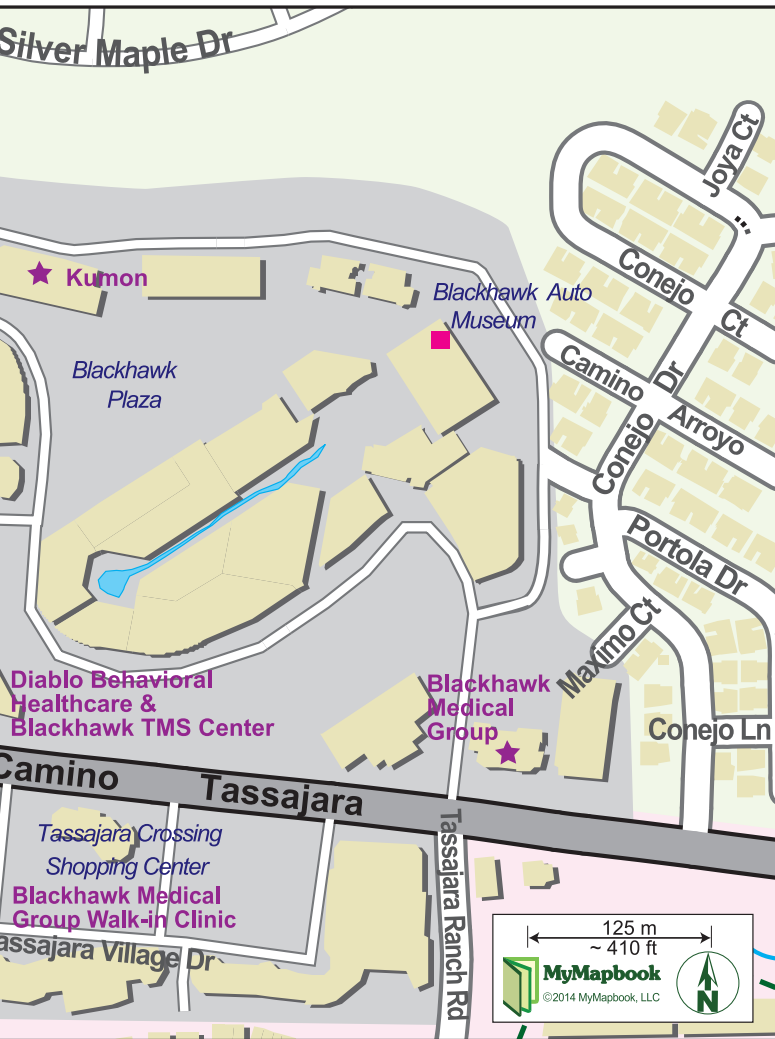 Silver Maple Dr
Joya Ct
...
Kumon
Conejo
Ct
Blackhawk Auto
Museum
Blackhawk
Plaza
Camino
Arroyo
Conejo Dr
Portola Dr
Maximo Ct
Diablo Behavioral
Healthcare &
Blackhawk TMS Center
Blackhawk
Medical
Group
Conejo Ln
Camino Tassajara
Tassajara Crossing
Shopping Center
Blackhawk Medical
Group Walk-in Clinic
assajara Village Dr
Tassajara Ranch Rd
125 m
~ 410 ft
MyMapbook
©2014 MyMapbook, LLC
N